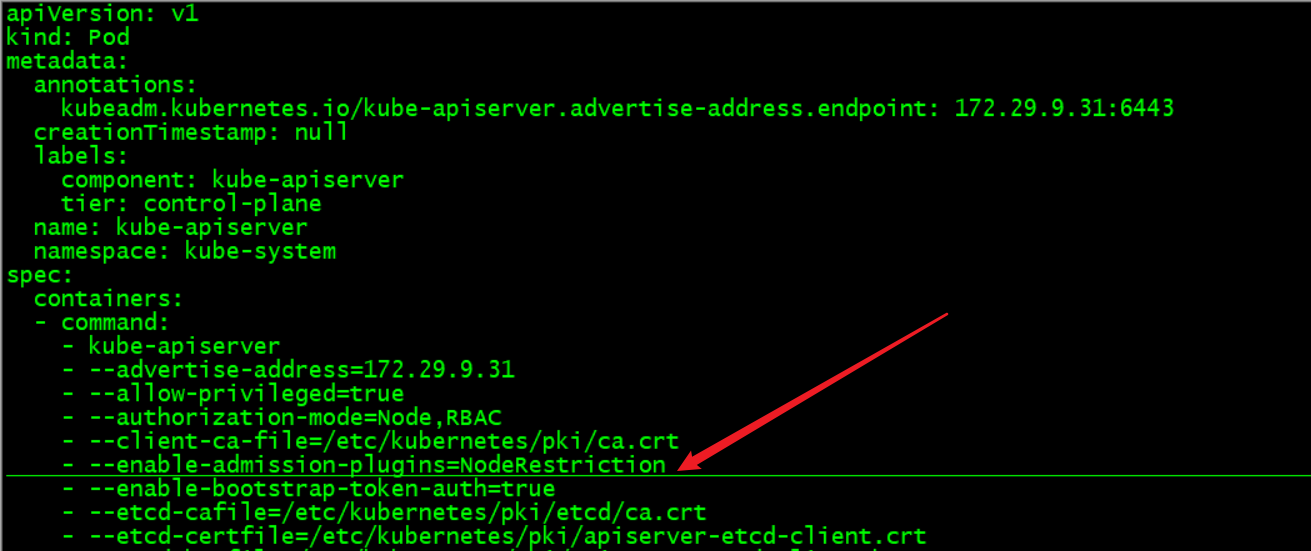 apiVersion: v1
kind: Pod
metadata:
  annotations:
    kubeadm.kubernetes.io/kube-apiserver.advertise-address.endpoint: 172.29.9.31:6443
  creationTimestamp: null
  labels:
    component: kube-apiserver
    tier: control-plane
  name: kube-apiserver
  namespace: kube-system
spec:
  containers:
  - command:
    - kube-apiserver
    - --advertise-address=172.29.9.31
    - --allow-privileged=true
    - --authorization-mode=Node,RBAC
    - --client-ca-file=/etc/kubernetes/pki/ca.crt
    - --enable-admission-plugins=NodeRestriction
    - --enable-bootstrap-token-auth=true
    - --etcd-cafile=/etc/kubernetes/pki/etcd/ca.crt
    - --etcd-certfile=/etc/kubernetes/pki/apiserver-etcd-client.crt